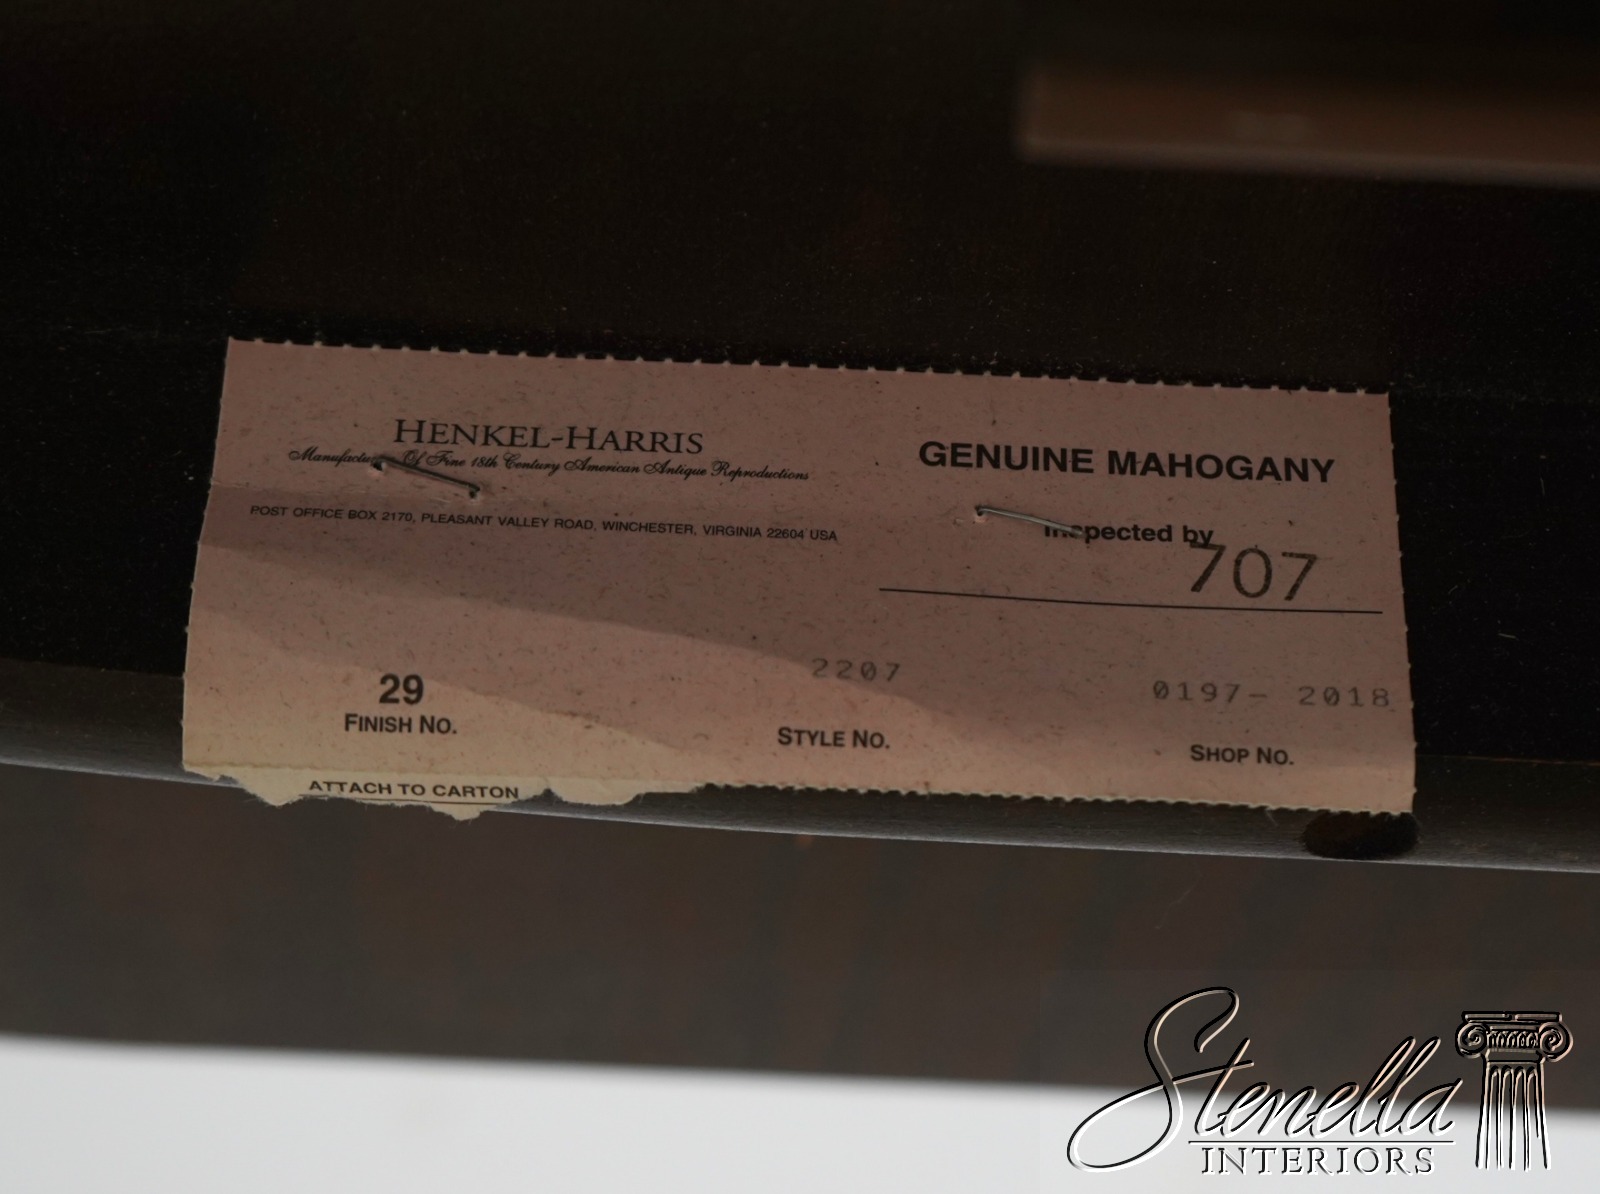 HENKEL-HARRIS
Manufacturers Of Fine 18th Century American Antique Reproductions
POST OFFICE BOX 2170, PLEASANT VALLEY ROAD, WINCHESTER, VIRGINIA 22604 USA
GENUINE MAHOGANY
Inspected by
707
29
FINISH NO.
2207
STYLE NO.
0197- 2018
SHOP NO.
ATTACH TO CARTON
Stenella
INTERIORS